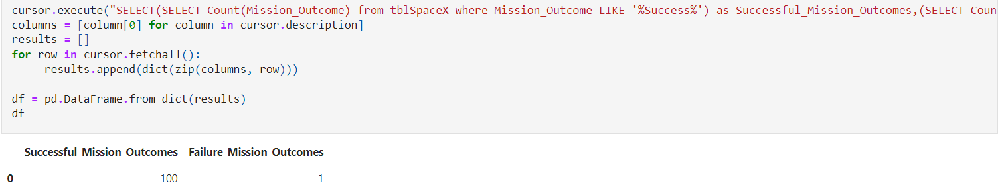 cursor.execute("SELECT(SELECT Count(Mission_Outcome) from tblSpaceX where Mission_Outcome LIKE '%Success%') as Successful_Mission_Outcomes,(SELECT Coun
columns = [column[0] for column in cursor.description]
results = []
for row in cursor.fetchall():
     results.append(dict(zip(columns, row)))

df = pd.DataFrame.from_dict(results)
df

Successful_Mission_Outcomes Failure_Mission_Outcomes
0 100 1